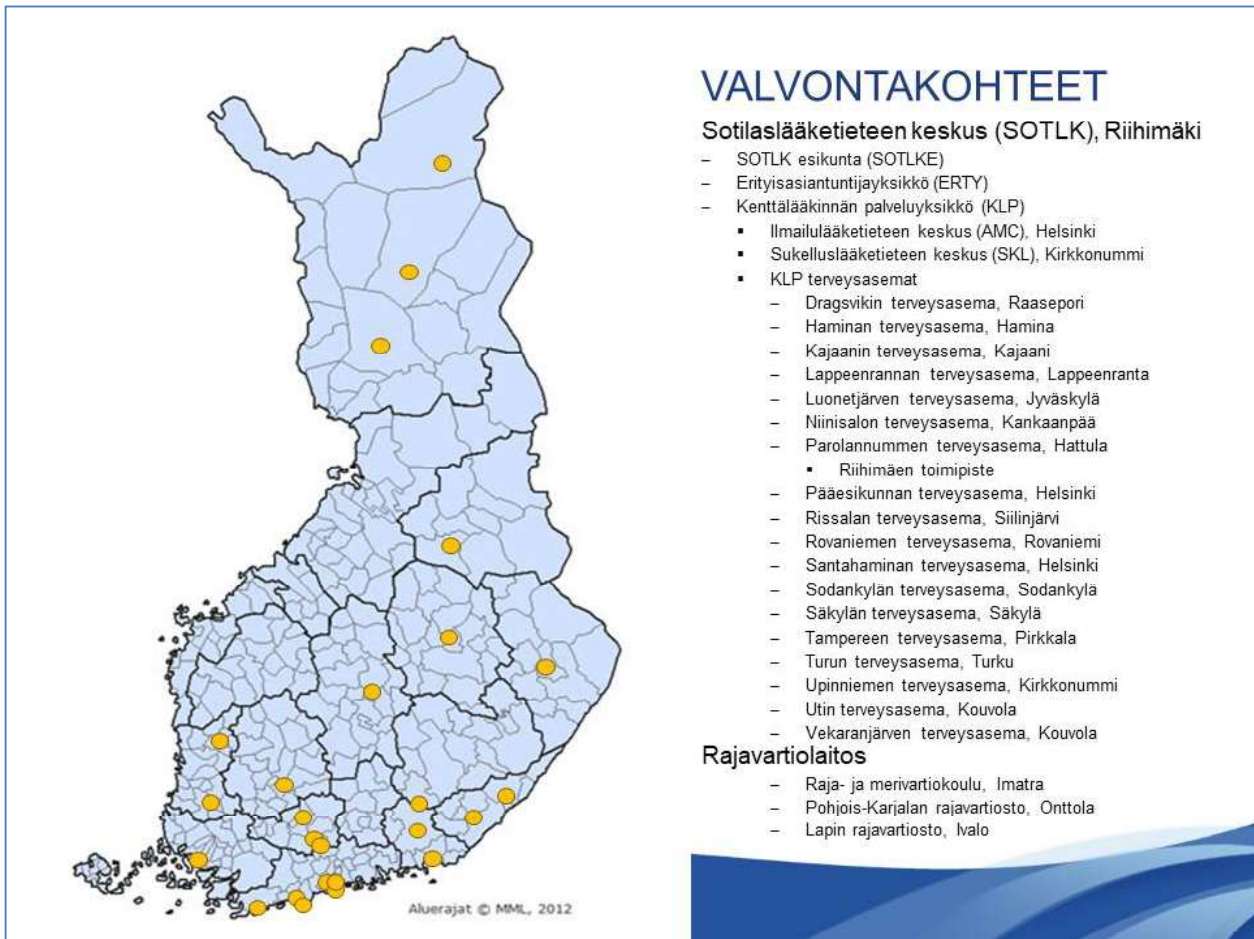 VALVONTAKOHTEET
Sotilaslääketieteen keskus (SOTLK), Riihimäki
– SOTLK esikunta (SOTLKE)
– Erityisasiantuntijayksikkö (ERTY)
– Kenttälääkinnän palveluyksikkö (KLP)
▪ Ilmailulääketieteen keskus (AMC), Helsinki
▪ Sukelluslääketieteen keskus (SKL), Kirkkonummi
▪ KLP terveysasemat
– Dragsvikin terveysasema, Raasepori
– Haminan terveysasema, Hamina
– Kajaanin terveysasema, Kajaani
– Lappeenrannan terveysasema, Lappeenranta
– Luonetjärven terveysasema, Jyväskylä
– Niinisalon terveysasema, Kankaanpää
– Parolannummen terveysasema, Hattula
▪ Riihimäen toimipiste
– Pääesikunnan terveysasema, Helsinki
– Rissalan terveysasema, Siilinjärvi
– Rovaniemen terveysasema, Rovaniemi
– Santahaminan terveysasema, Helsinki
– Sodankylän terveysasema, Sodankylä
– Säkylän terveysasema, Säkylä
– Tampereen terveysasema, Pirkkala
– Turun terveysasema, Turku
– Upinniemen terveysasema, Kirkkonummi
– Utin terveysasema, Kouvola
– Vekaranjärven terveysasema, Kouvola
Rajavartiolaitos
– Raja- ja merivartiokoulu, Imatra
– Pohjois-Karjalan rajavartiosto, Onttola
– Lapin rajavartiosto, Ivalo
Aluerajat © MML, 2012